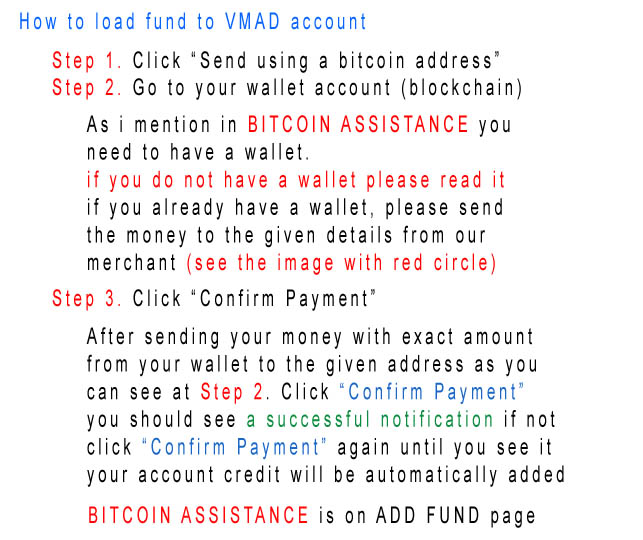 How to load fund to VMAD account
Step 1. Click “Send using a bitcoin address”
Step 2. Go to your wallet account (blockchain)
As i mention in BITCOIN ASSISTANCE you
need to have a wallet.
if you do not have a wallet please read it
if you already have a wallet, please send
the money to the given details from our
merchant (see the image with red circle)
Step 3. Click “Confirm Payment”
After sending your money with exact amount
from your wallet to the given address as you
can see at Step 2. Click “Confirm Payment”
you should see a successful notification if not
click “Confirm Payment” again until you see it
your account credit will be automatically added
BITCOIN ASSISTANCE is on ADD FUND page